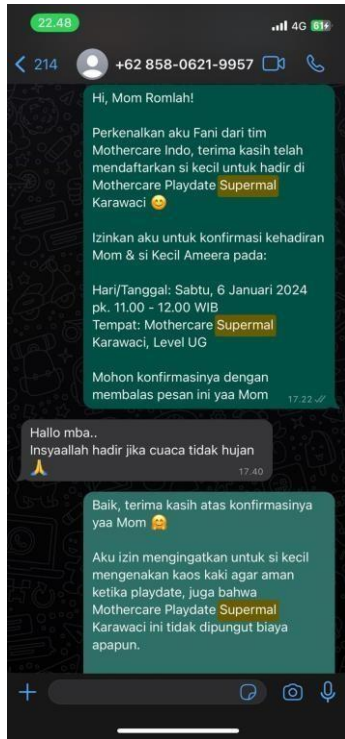 22.48
4G 61
214
+62 858-0621-9957
Hi, Mom Romlah!
Perkenalkan aku Fani dari tim
Mothercare Indo, terima kasih telah
mendaftarkan si kecil untuk hadir di
Mothercare Playdate Supermal
Karawaci 😊
Izinkan aku untuk konfirmasi kehadiran
Mom & si Kecil Ameera pada:
Hari/Tanggal: Sabtu, 6 Januari 2024
pk. 11.00 - 12.00 WIB
Tempat: Mothercare Supermal
Karawaci, Level UG
Mohon konfirmasinya dengan
membalas pesan ini yaa Mom
17.22
Hallo mba..
Insyaallah hadir jika cuaca tidak hujan
🙏
17.40
Baik, terima kasih atas konfirmasinya
yaa Mom 🤗
Aku izin mengingatkan untuk si kecil
mengenakan kaos kaki agar aman
ketika playdate, juga bahwa
Mothercare Playdate Supermal
Karawaci ini tidak dipungut biaya
apapun.